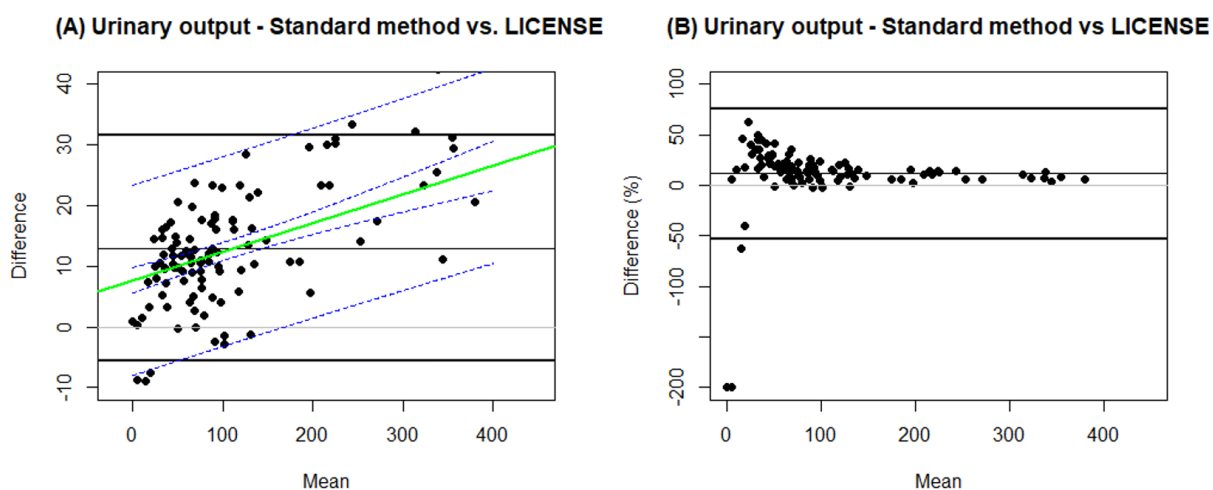 (A) Urinary output - Standard method vs. LICENSE
40
30
20
10
0
-10
Difference
0 100 200 300 400
Mean
(B) Urinary output - Standard method vs LICENSE
100
50
0
-50
-100
-200
Difference (%)
0 100 200 300 400
Mean